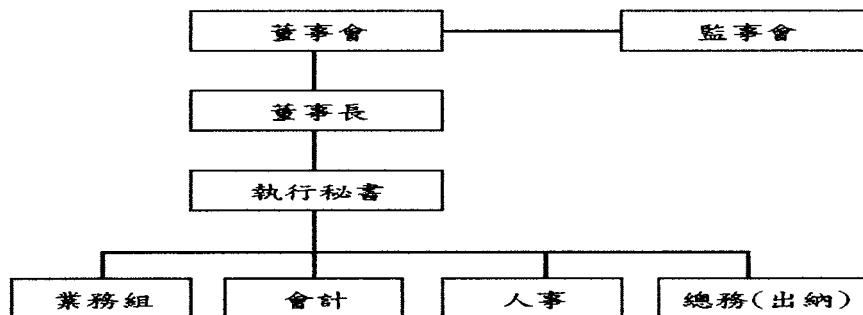 董事會
監事會
董事長
執行秘書
業務組
會計
人事
總務(出納)